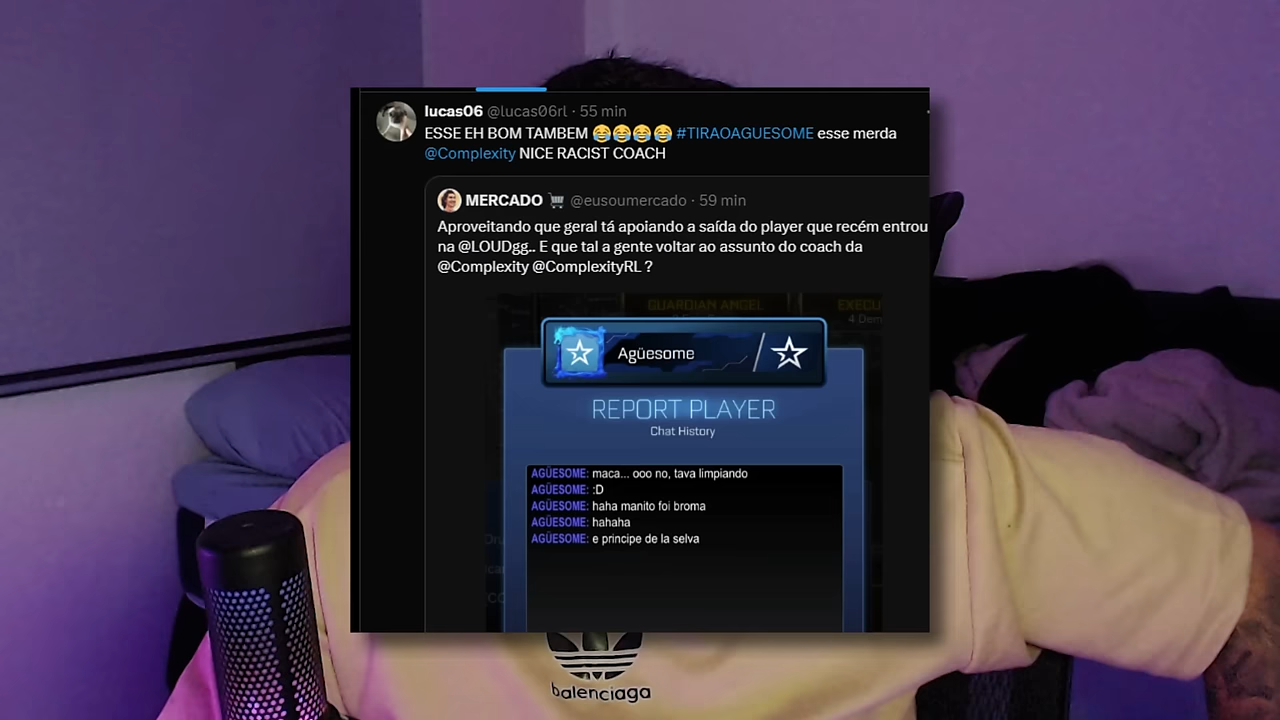 lucas06 @lucas06rl · 55 min
ESSE EH BOM TAMBEM 😂😂😂😂 #TIRAOAGUESOME esse merda
@Complexity NICE RACIST COACH
MERCADO 🛒 @eusoumercado · 59 min
Aproveitando que geral tá apoiando a saída do player que recém entrou
na @LOUDgg.. E que tal a gente voltar ao assunto do coach da
@Complexity @ComplexityRL ?
GUARDIAN ANGEL
4 Dem
Agüesome
REPORT PLAYER
Chat History
AGÜESOME: maca... ooo no, tava limpiando
AGÜESOME: :D
AGÜESOME: haha manito foi broma
AGÜESOME: hahaha
AGÜESOME: e principe de la selva
balenciaga